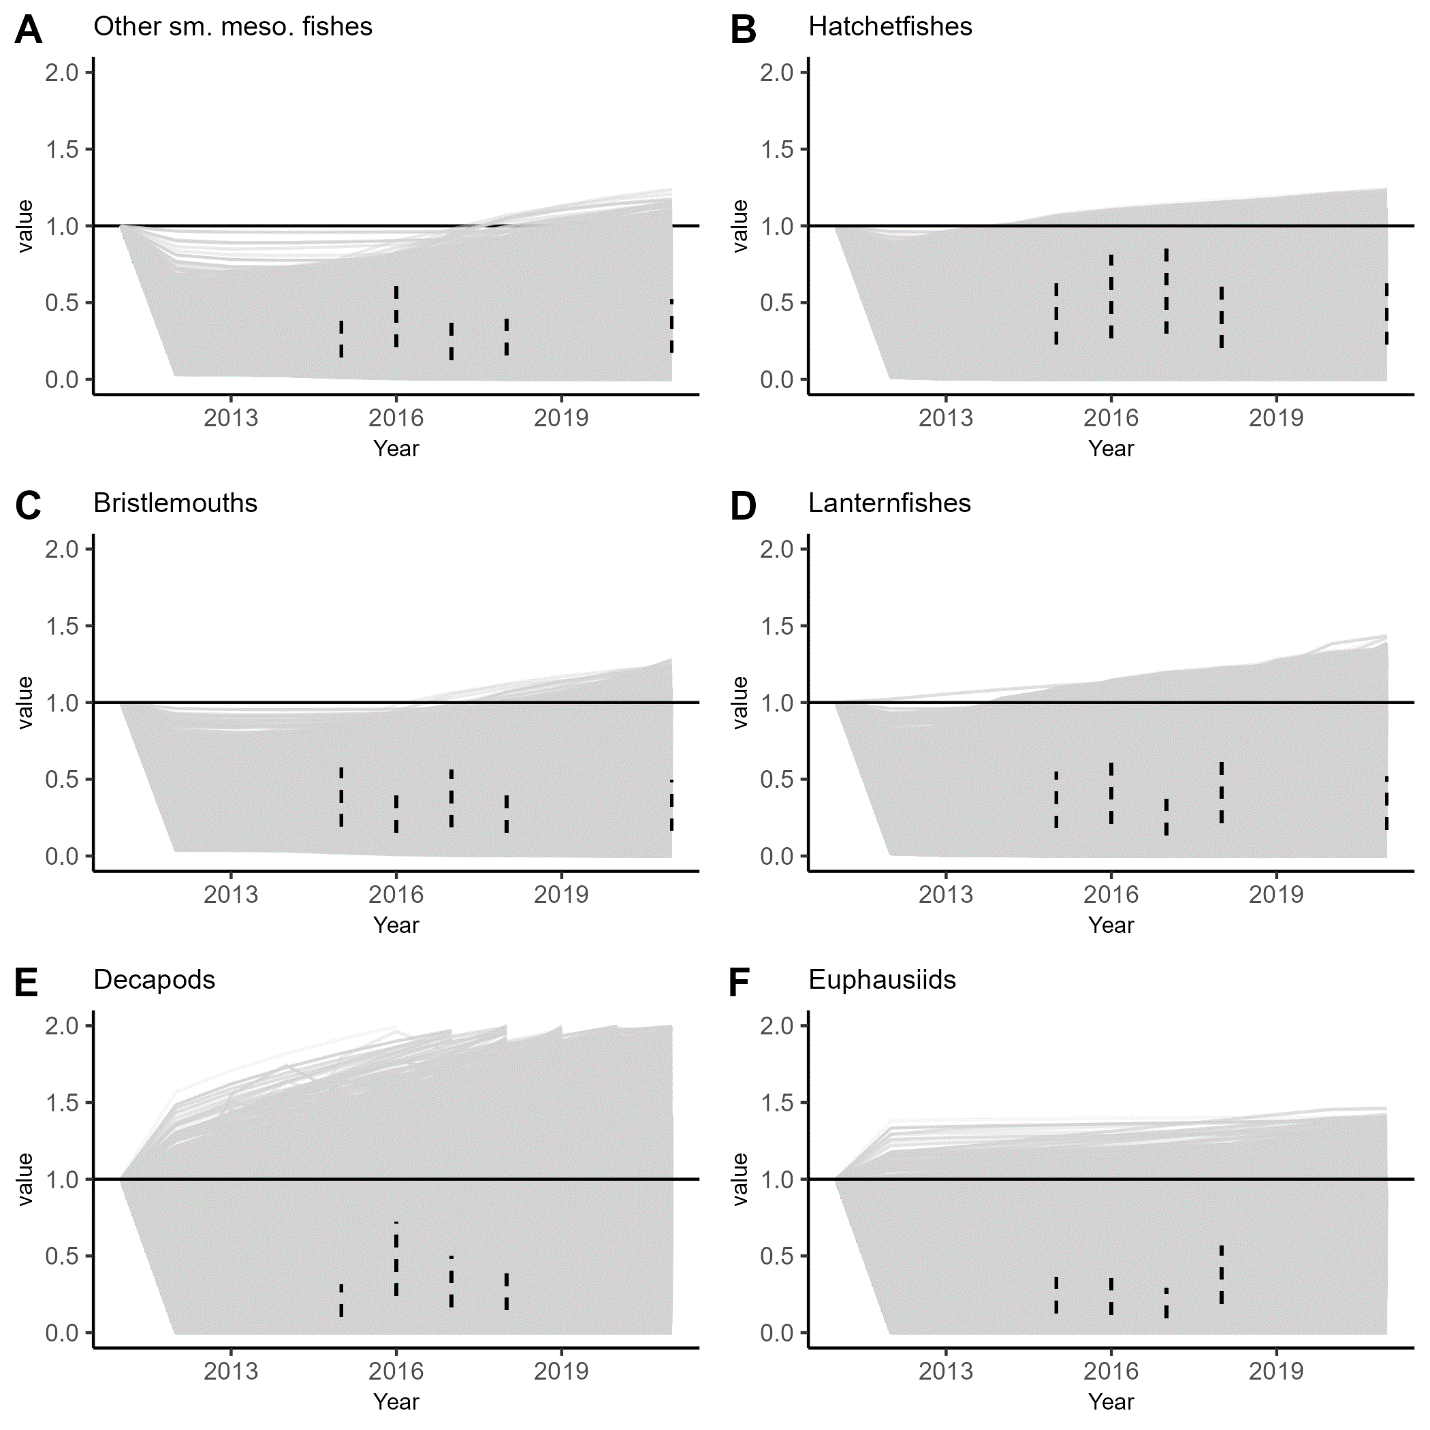 A Other sm. meso. fishes
2.0
1.5
1.0
0.5
0.0
value
2013 2016 2019
Year
B Hatchetfishes
2.0
1.5
1.0
0.5
0.0
value
2013 2016 2019
Year
C Bristlemouths
2.0
1.5
1.0
0.5
0.0
value
2013 2016 2019
Year
D Lanternfishes
2.0
1.5
1.0
0.5
0.0
value
2013 2016 2019
Year
E Decapods
2.0
1.5
1.0
0.5
0.0
value
2013 2016 2019
Year
F Euphausiids
2.0
1.5
1.0
0.5
0.0
value
2013 2016 2019
Year